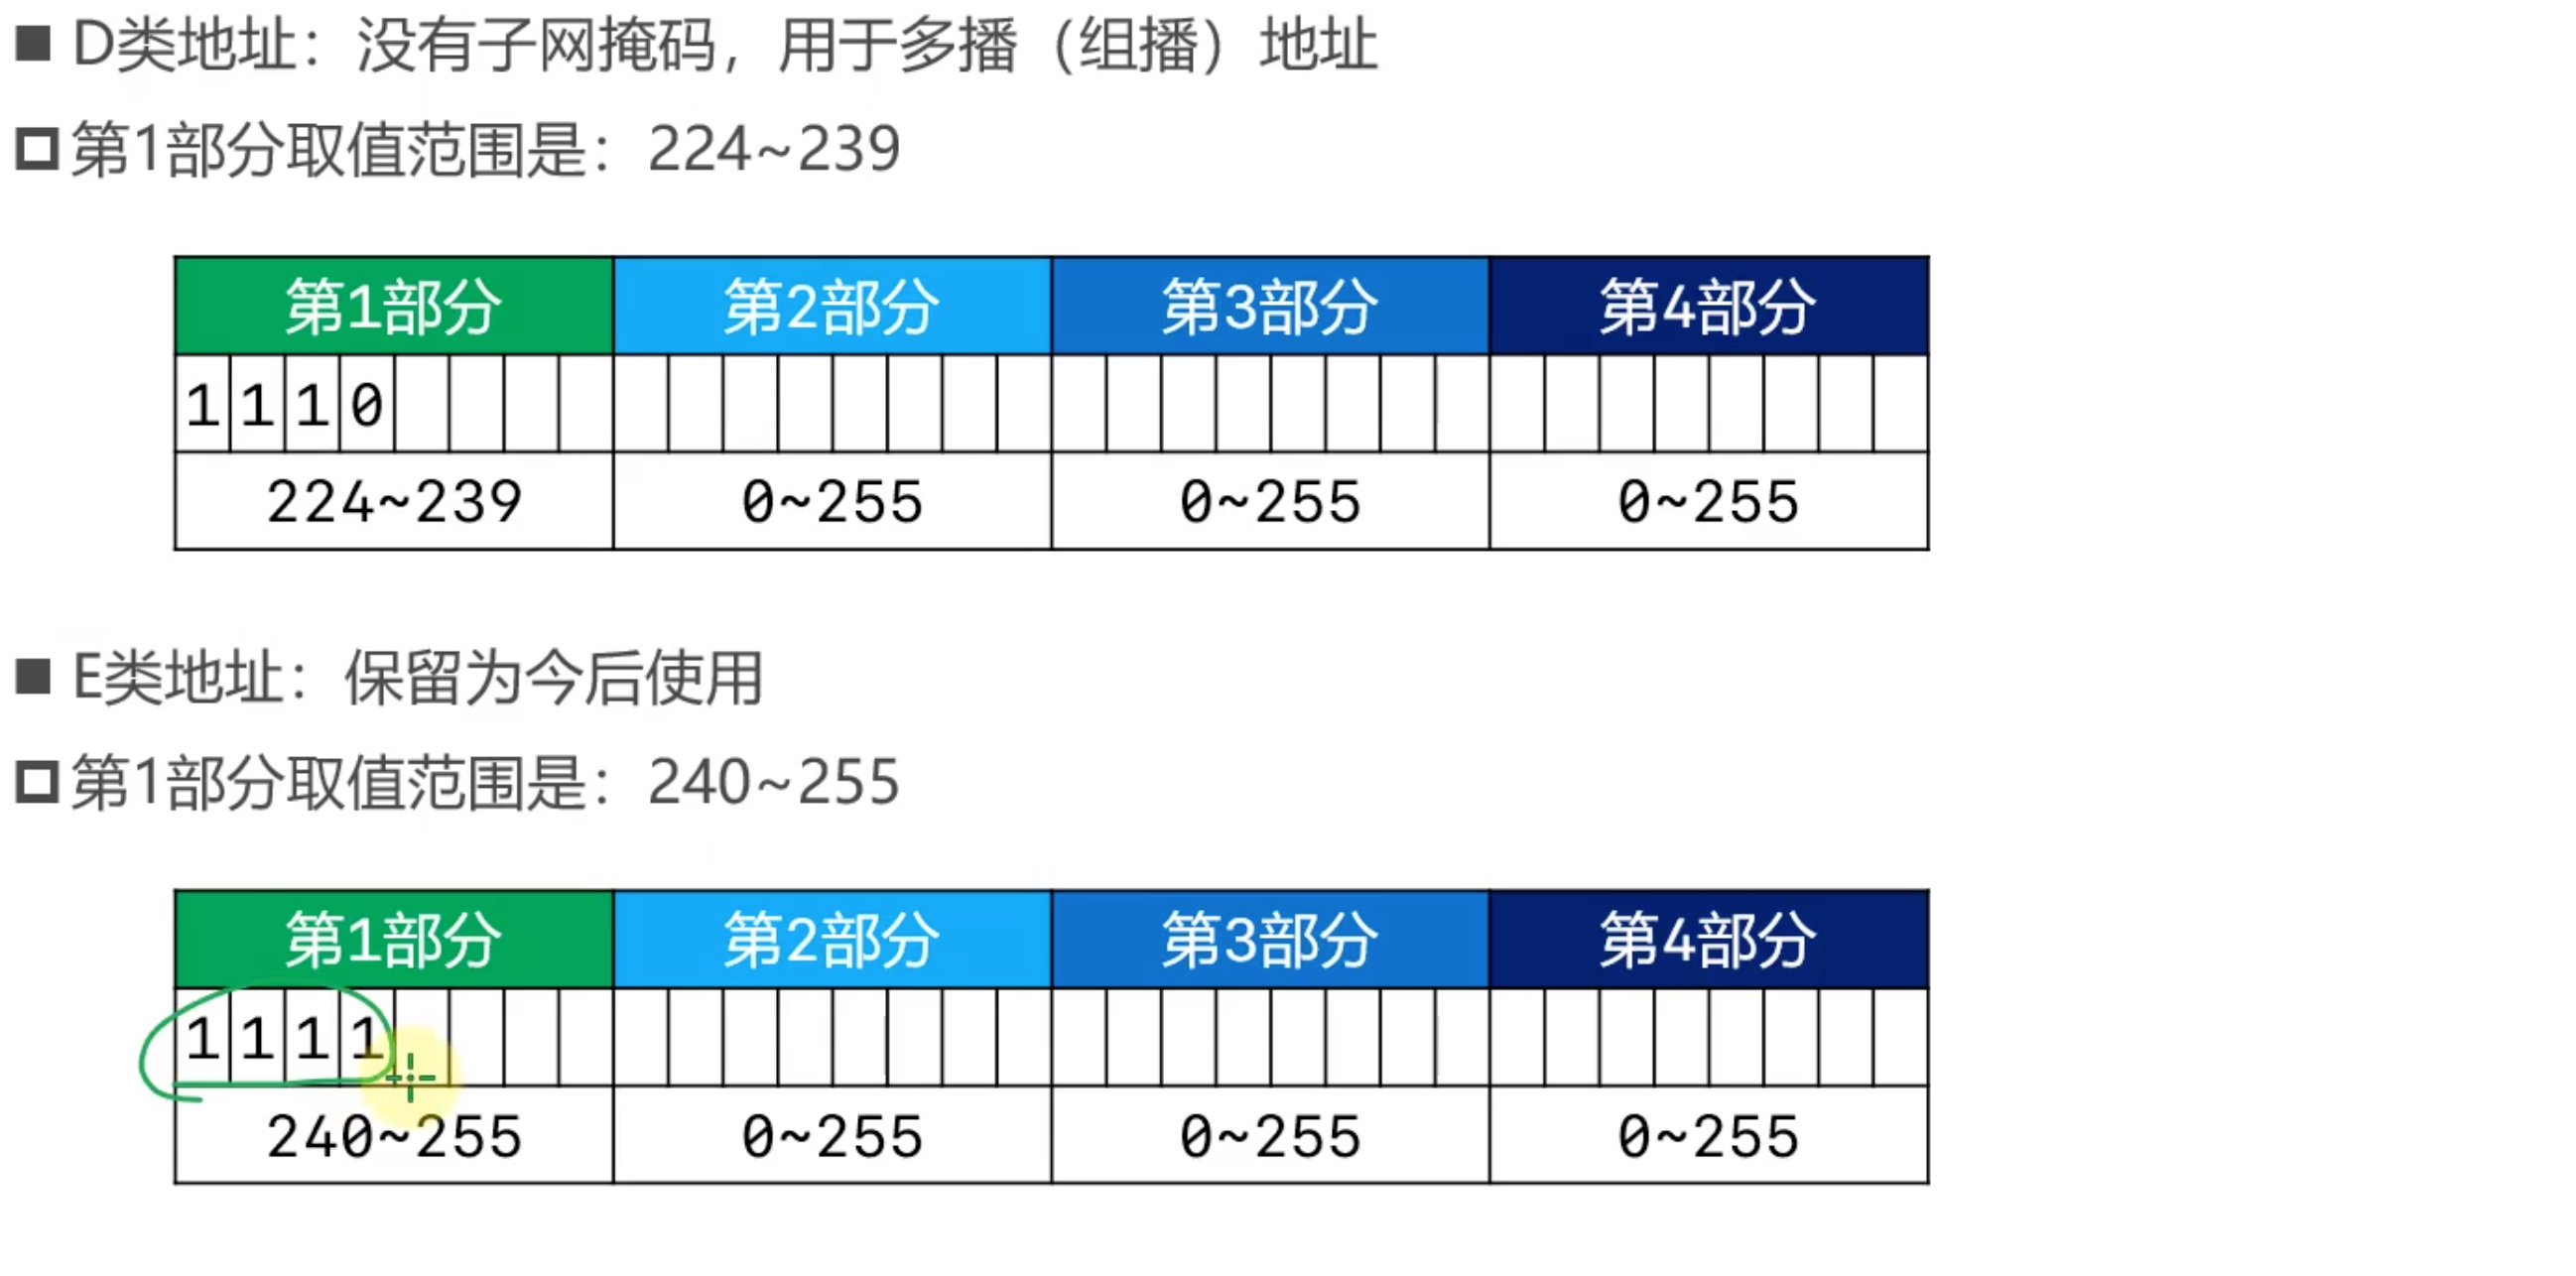 D类地址：没有子网掩码，用于多播（组播）地址
第1部分取值范围是：224~239
第1部分 第2部分 第3部分 第4部分
1 1 1 0
224~239 0~255 0~255 0~255
E类地址：保留为今后使用
第1部分取值范围是：240~255
第1部分 第2部分 第3部分 第4部分
1 1 1 1
240~255 0~255 0~255 0~255